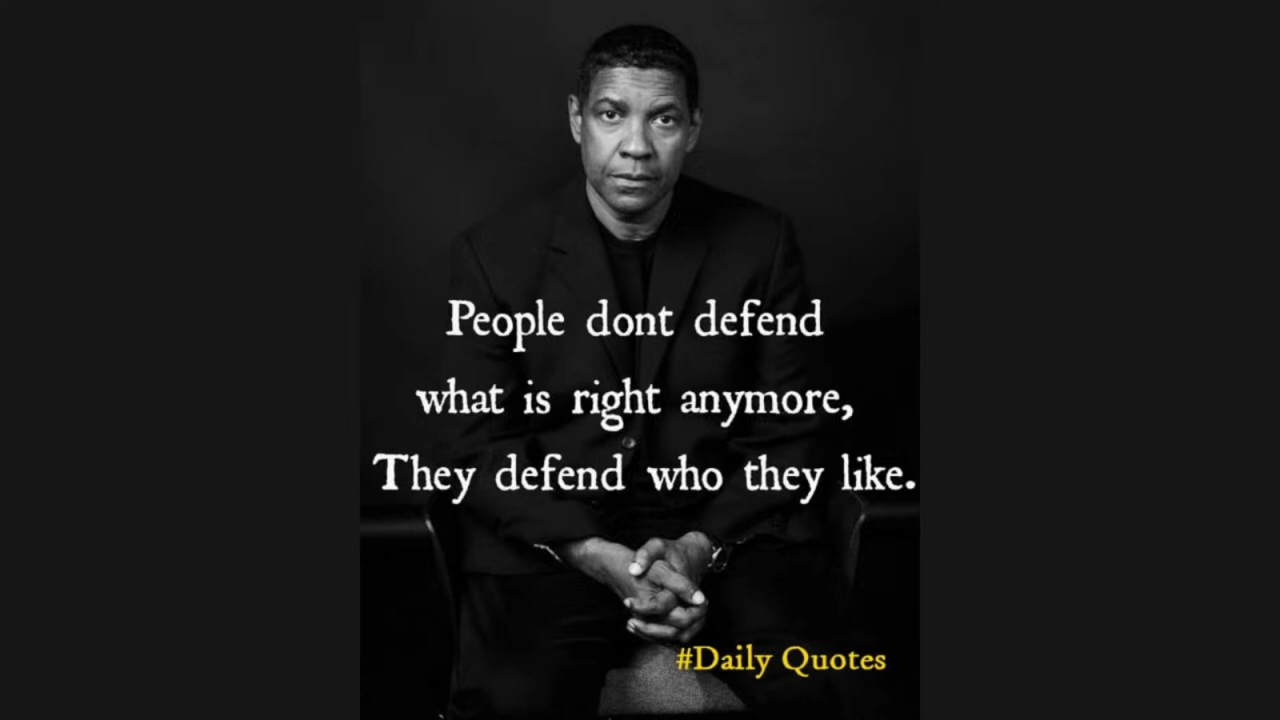 People dont defend
what is right anymore,
They defend who they like.
#Daily Quotes